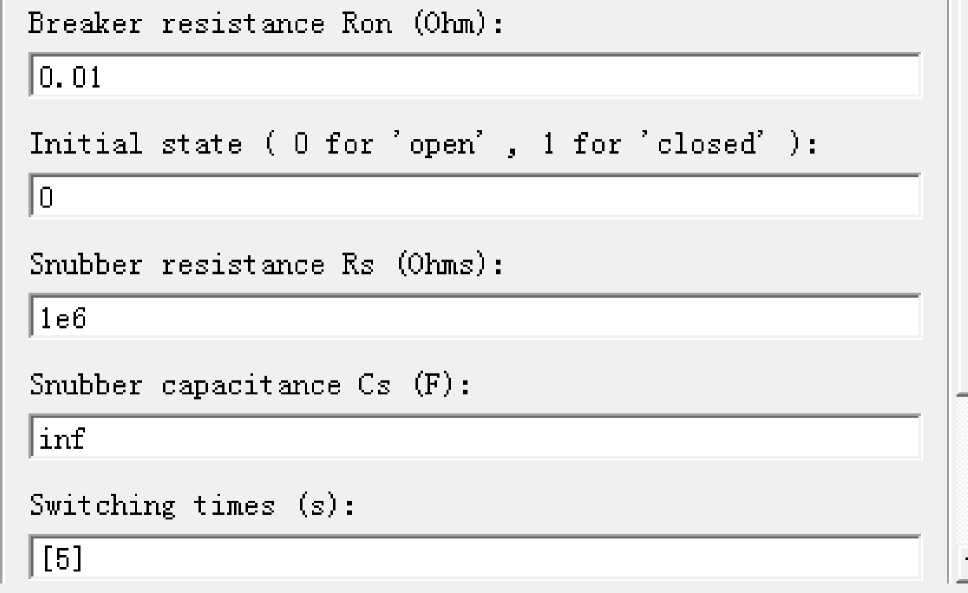 Breaker resistance Ron (Ohm):
0.01
Initial state ( 0 for 'open' , 1 for 'closed' ):
0
Snubber resistance Rs (Ohms):
1e6
Snubber capacitance Cs (F):
inf
Switching times (s):
[5]